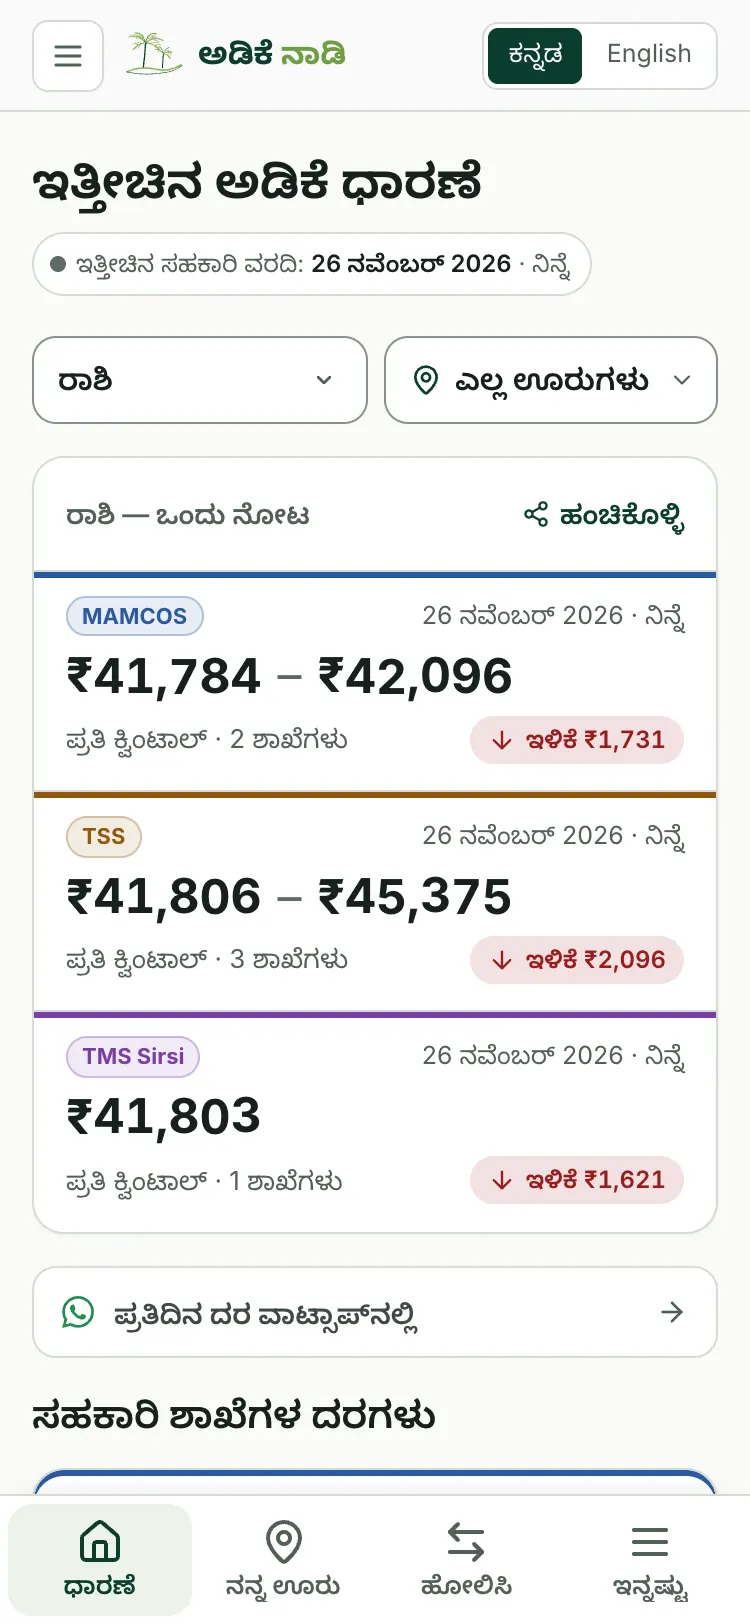 ಅಡಿಕೆ ನಾಡಿ
ಕನ್ನಡ English
ಇತ್ತೀಚಿನ ಅಡಿಕೆ ಧಾರಣೆ
ಇತ್ತೀಚಿನ ಸಹಕಾರಿ ವರದಿ: 26 ನವೆಂಬರ್ 2026 · ನಿನ್ನೆ
ರಾಶಿ
ಎಲ್ಲ ಊರುಗಳು
ರಾಶಿ — ಒಂದು ನೋಟ
ಹಂಚಿಕೊಳ್ಳಿ
MAMCOS 26 ನವೆಂಬರ್ 2026 · ನಿನ್ನೆ
₹41,784 – ₹42,096
ಪ್ರತಿ ಕ್ವಿಂಟಾಲ್ · 2 ಶಾಖೆಗಳು ↓ ಇಳಿಕೆ ₹1,731
TSS 26 ನವೆಂಬರ್ 2026 · ನಿನ್ನೆ
₹41,806 – ₹45,375
ಪ್ರತಿ ಕ್ವಿಂಟಾಲ್ · 3 ಶಾಖೆಗಳು ↓ ಇಳಿಕೆ ₹2,096
TMS Sirsi 26 ನವೆಂಬರ್ 2026 · ನಿನ್ನೆ
₹41,803
ಪ್ರತಿ ಕ್ವಿಂಟಾಲ್ · 1 ಶಾಖೆಗಳು ↓ ಇಳಿಕೆ ₹1,621
ಪ್ರತಿದಿನ ದರ ವಾಟ್ಸಾಪ್‌ನಲ್ಲಿ →
ಸಹಕಾರಿ ಶಾಖೆಗಳ ದರಗಳು
ಧಾರಣೆ ನನ್ನ ಊರು ಹೋಲಿಸಿ ಇನ್ನಷ್ಟು